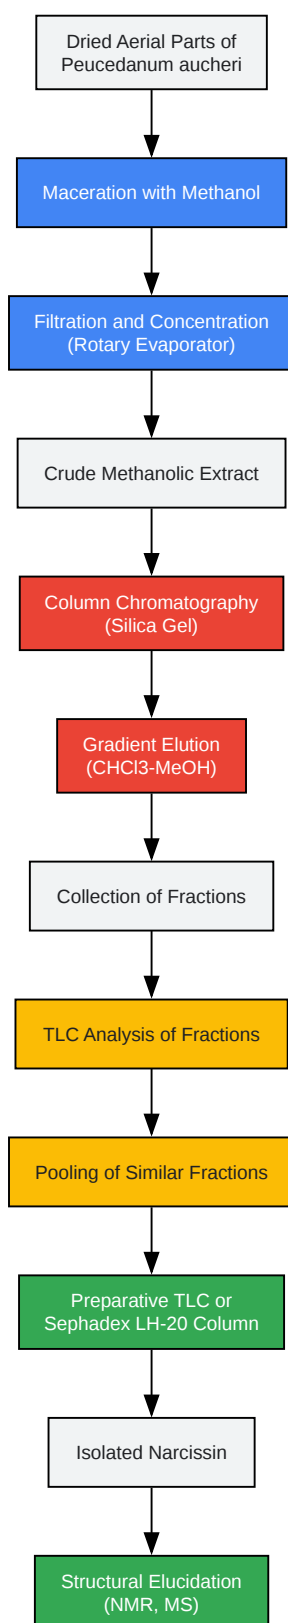 Dried Aerial Parts of
Peucedanum aucheri
Maceration with Methanol
Filtration and Concentration
(Rotary Evaporator)
Crude Methanolic Extract
Column Chromatography
(Silica Gel)
Gradient Elution
(CHCl3-MeOH)
Collection of Fractions
TLC Analysis of Fractions
Pooling of Similar Fractions
Preparative TLC or
Sephadex LH-20 Column
Isolated Narcissin
Structural Elucidation
(NMR, MS)